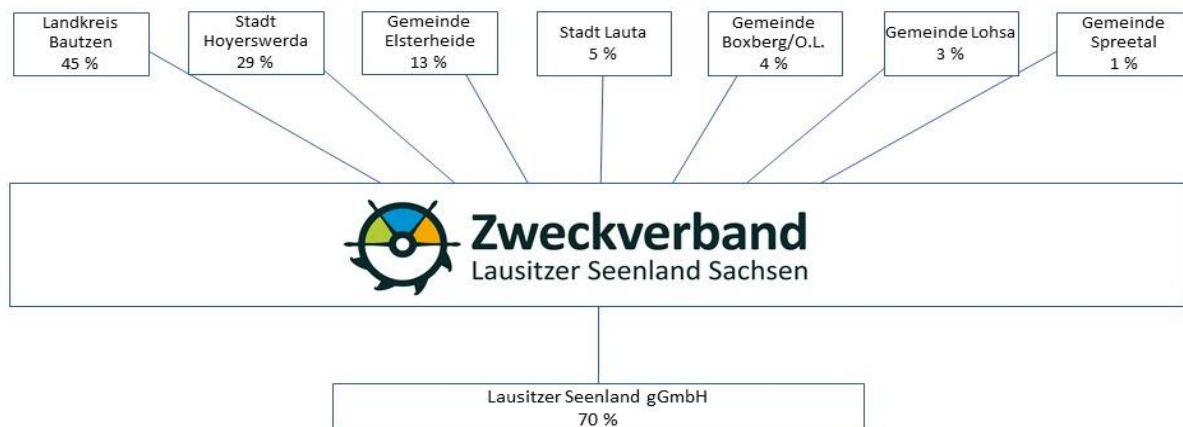 Landkreis
Bautzen
45 %
Stadt
Hoyerswerda
29 %
Gemeinde
Elsterheide
13 %
Stadt Lauta
5 %
Gemeinde
Boxberg/O.L.
4 %
Gemeinde Lohsa
3 %
Gemeinde
Spreetal
1 %
Zweckverband
Lausitzer Seenland Sachsen
Lausitzer Seenland gGmbH
70 %